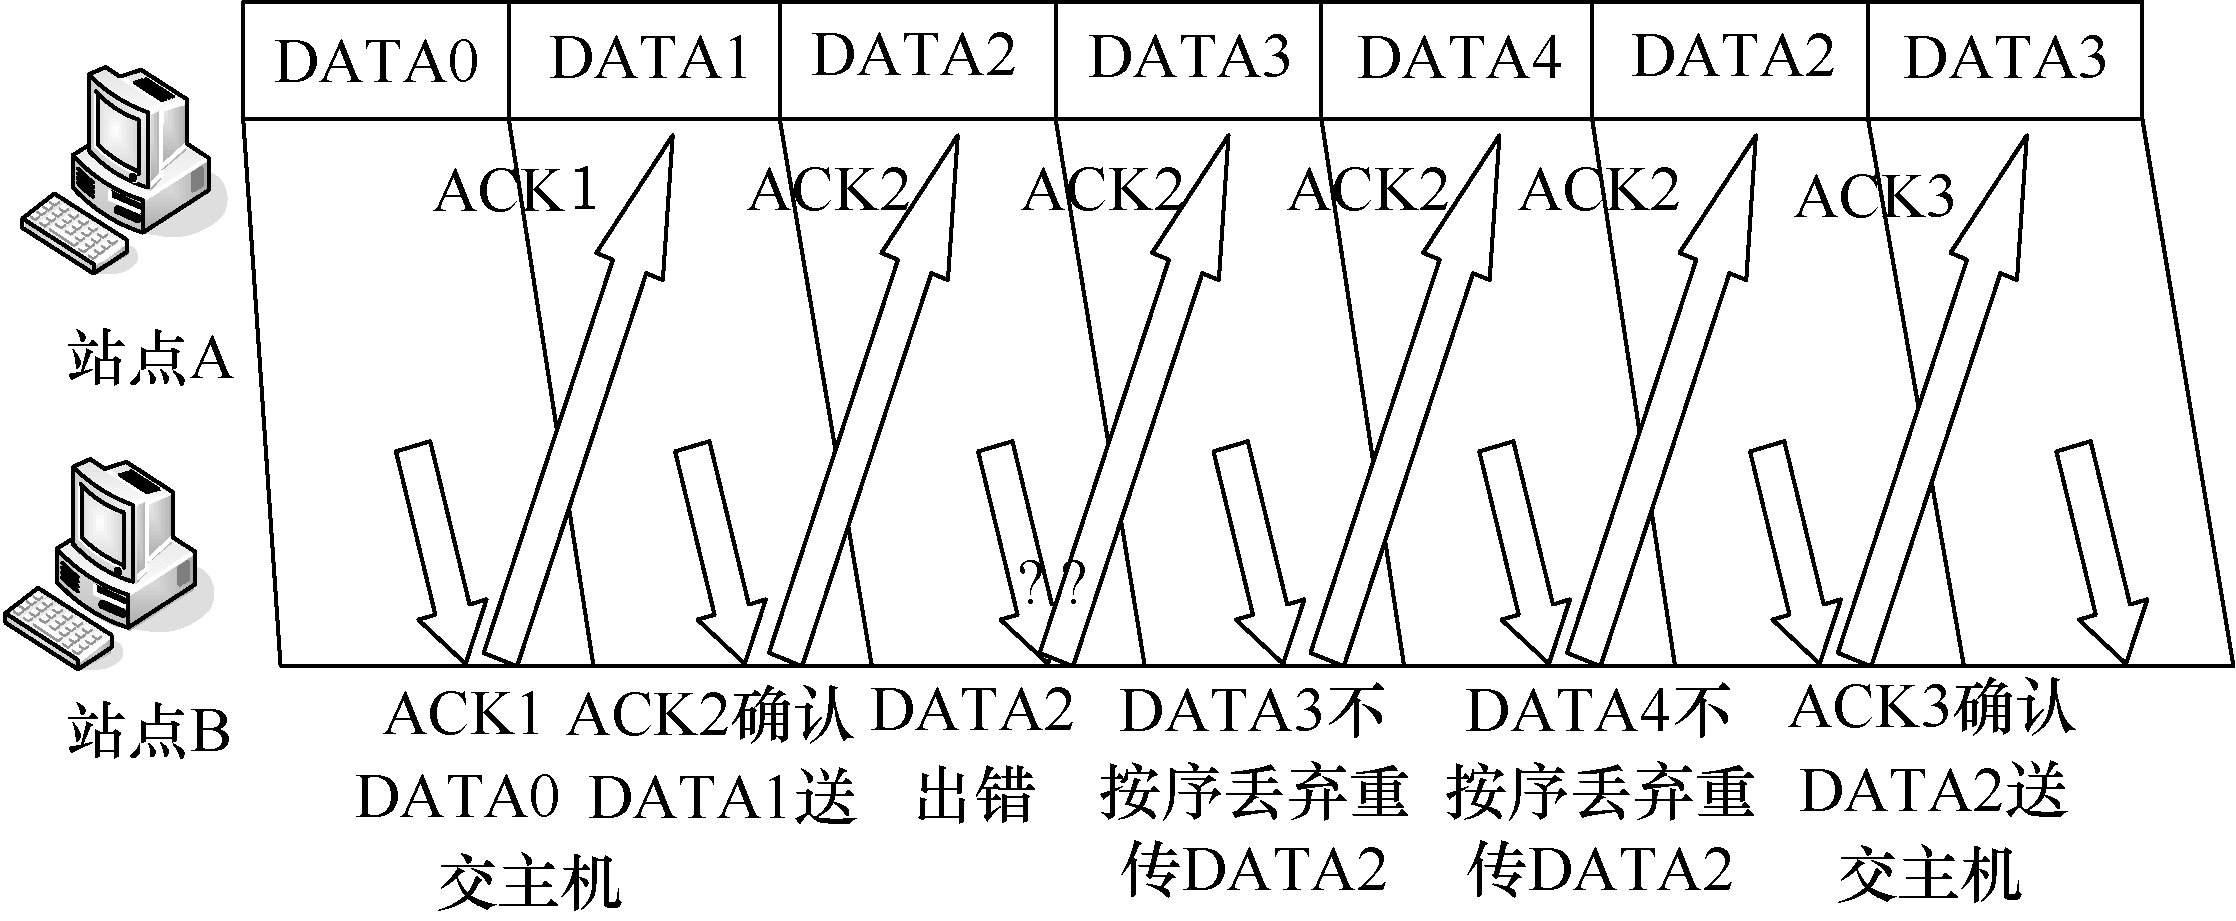 DATA0 DATA1 DATA2 DATA3 DATA4 DATA2 DATA3
ACK1 ACK2 ACK2 ACK2 ACK2 ACK3
站点A
? ?
站点B
ACK1
DATA0
交主机
ACK2确认
DATA1送
DATA2
出错
DATA3不
按序丢弃重
传DATA2
DATA4不
按序丢弃重
传DATA2
ACK3确认
DATA2送
交主机